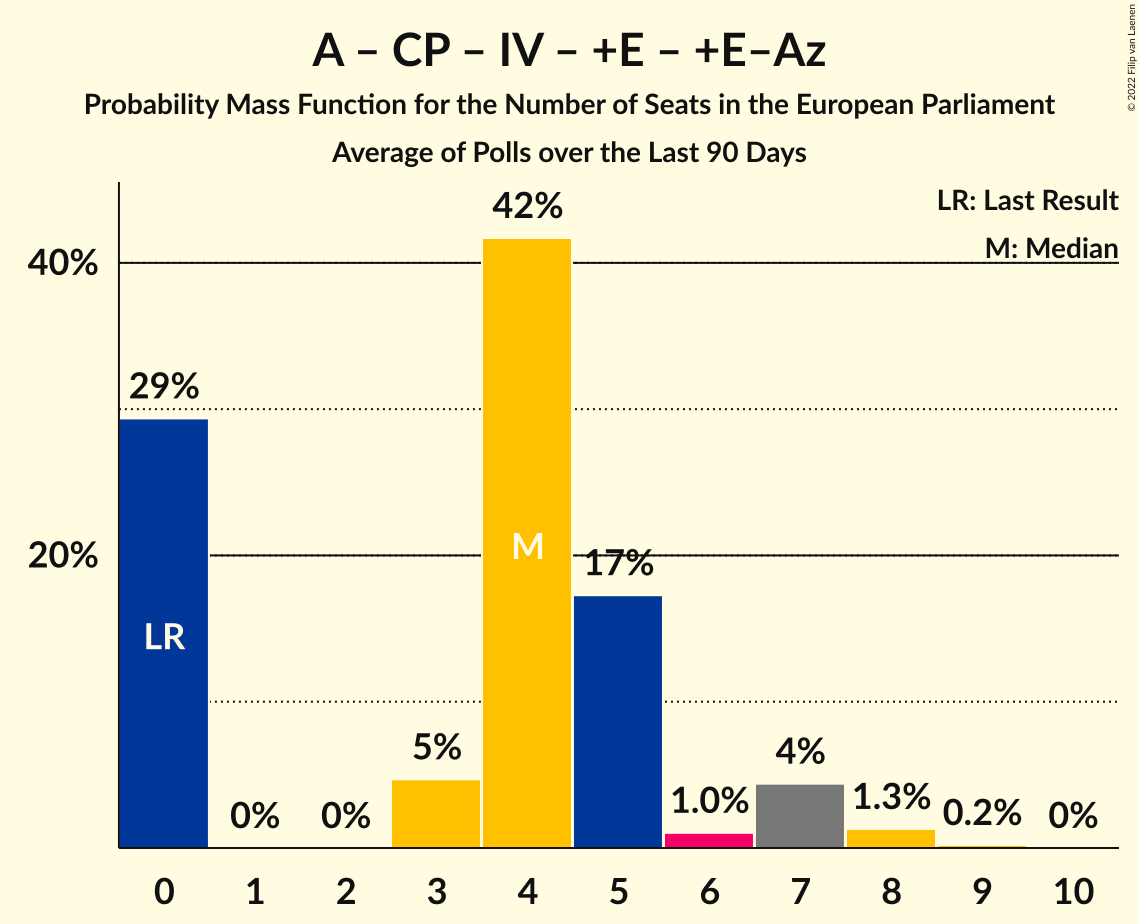 A – CP – IV – +E – +E–Az
Probability Mass Function for the Number of Seats in the European Parliament
Average of Polls over the Last 90 Days
© 2022 Filip van Laenen
LR: Last Result
M: Median
42%
40%
29%
M
20%
17%
LR
5%
4%
1.0%
1.3%
0.2%
0%
0%
0%
0 1 2 3 4 5 6 7 8 9 10